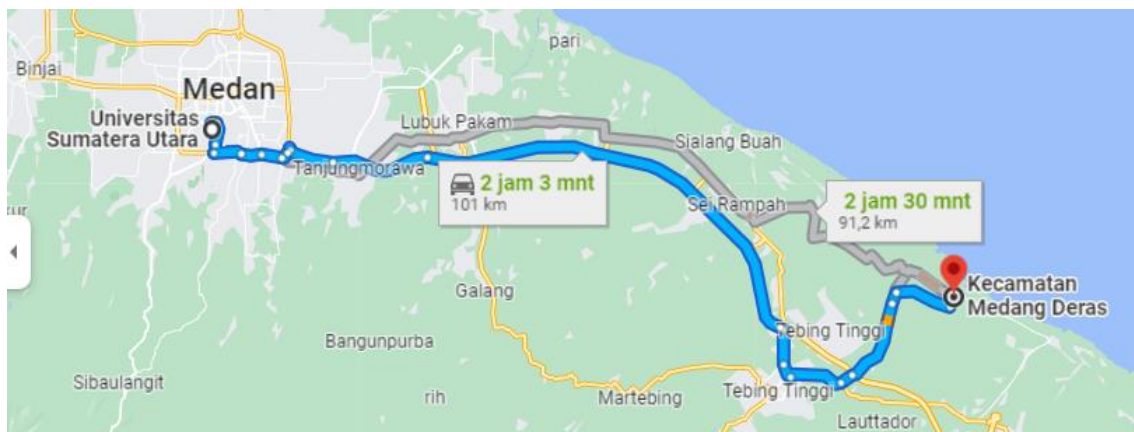 pari
Binjai
Medan
Universitas
Sumatera Utara
Lubuk Pakam
Sialang Buah
Tanjungmorawa
2 jam 3 mnt
101 km
2 jam 30 mnt
91,2 km
Sei Rampah
Kecamatan
Medang Deras
Galang
Tebing Tinggi
Bangunpurba
Sibaulangit
rih
Martebing
Tebing Tinggi
Lauttador